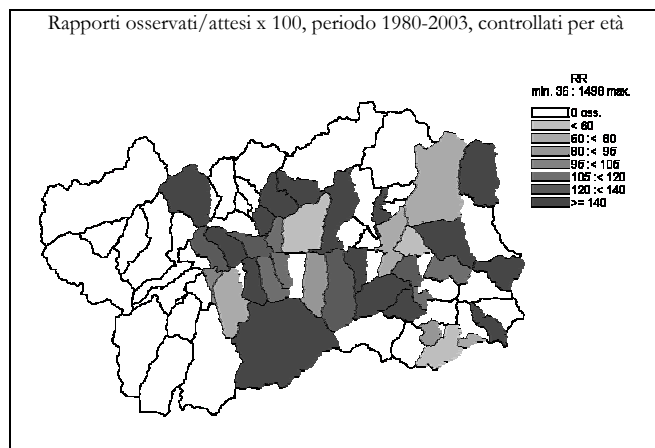 Rapporti osservati/attesi x 100, periodo 1980-2003, controllati per età
RR
min. 36 : 1498 max.
0 oss.
< 60
60 :< 80
80 :< 95
95 :< 105
105 :< 120
120 :< 140
>= 140